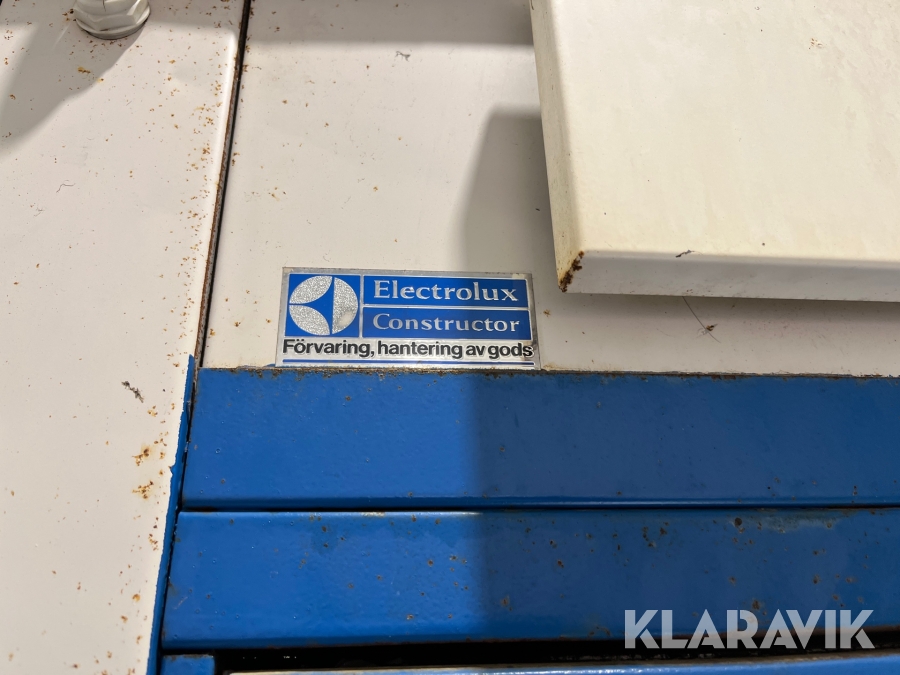 Electrolux
Constructor
Förvaring, hantering av gods
KLARAVIK